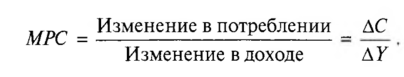 MPC = Изменение в потреблении / Изменение в доходе = ΔC / ΔY .